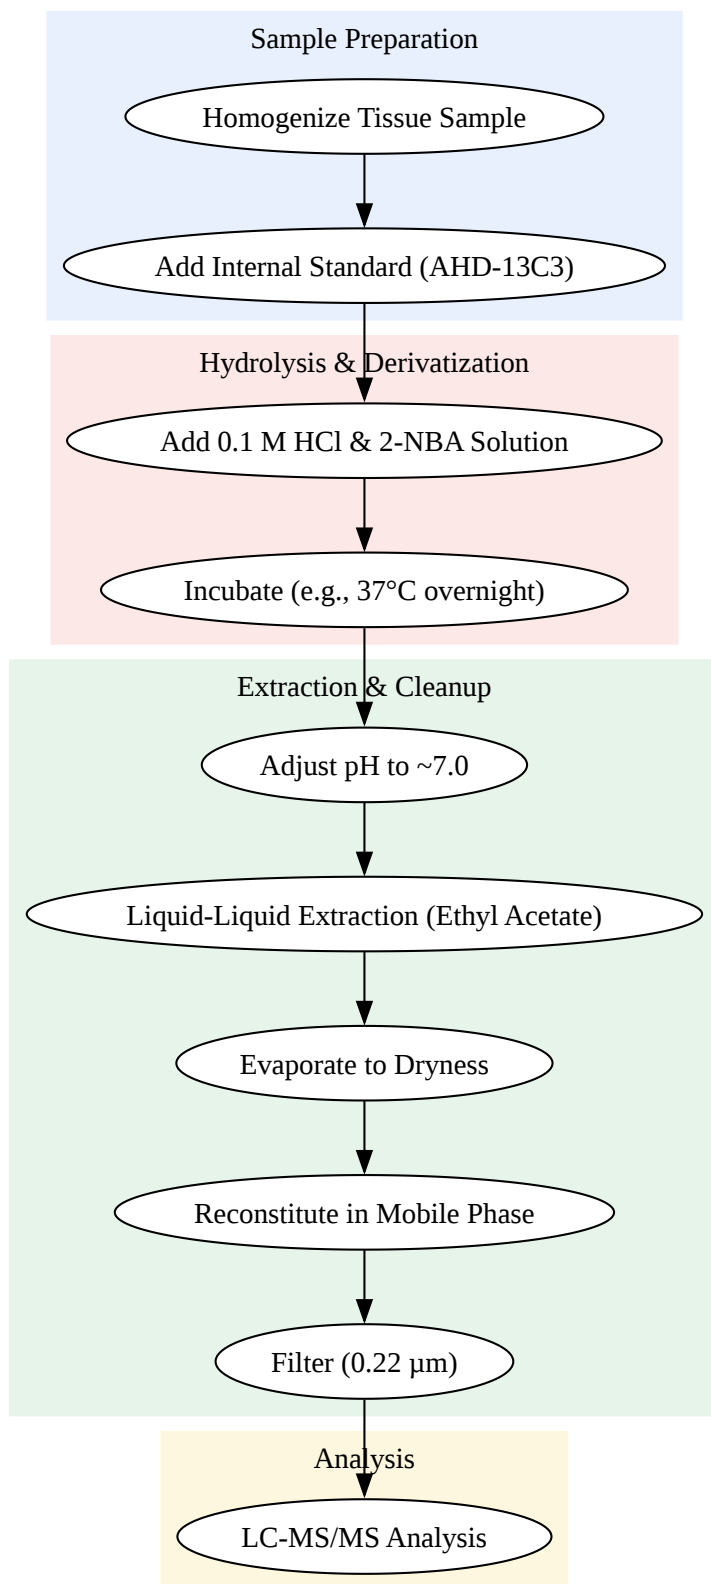 Sample Preparation
Homogenize Tissue Sample
Add Internal Standard (AHD-13C3)
Hydrolysis & Derivatization
Add 0.1 M HCl & 2-NBA Solution
Incubate (e.g., 37°C overnight)
Extraction & Cleanup
Adjust pH to ~7.0
Liquid-Liquid Extraction (Ethyl Acetate)
Evaporate to Dryness
Reconstitute in Mobile Phase
Filter (0.22 µm)
Analysis
LC-MS/MS Analysis